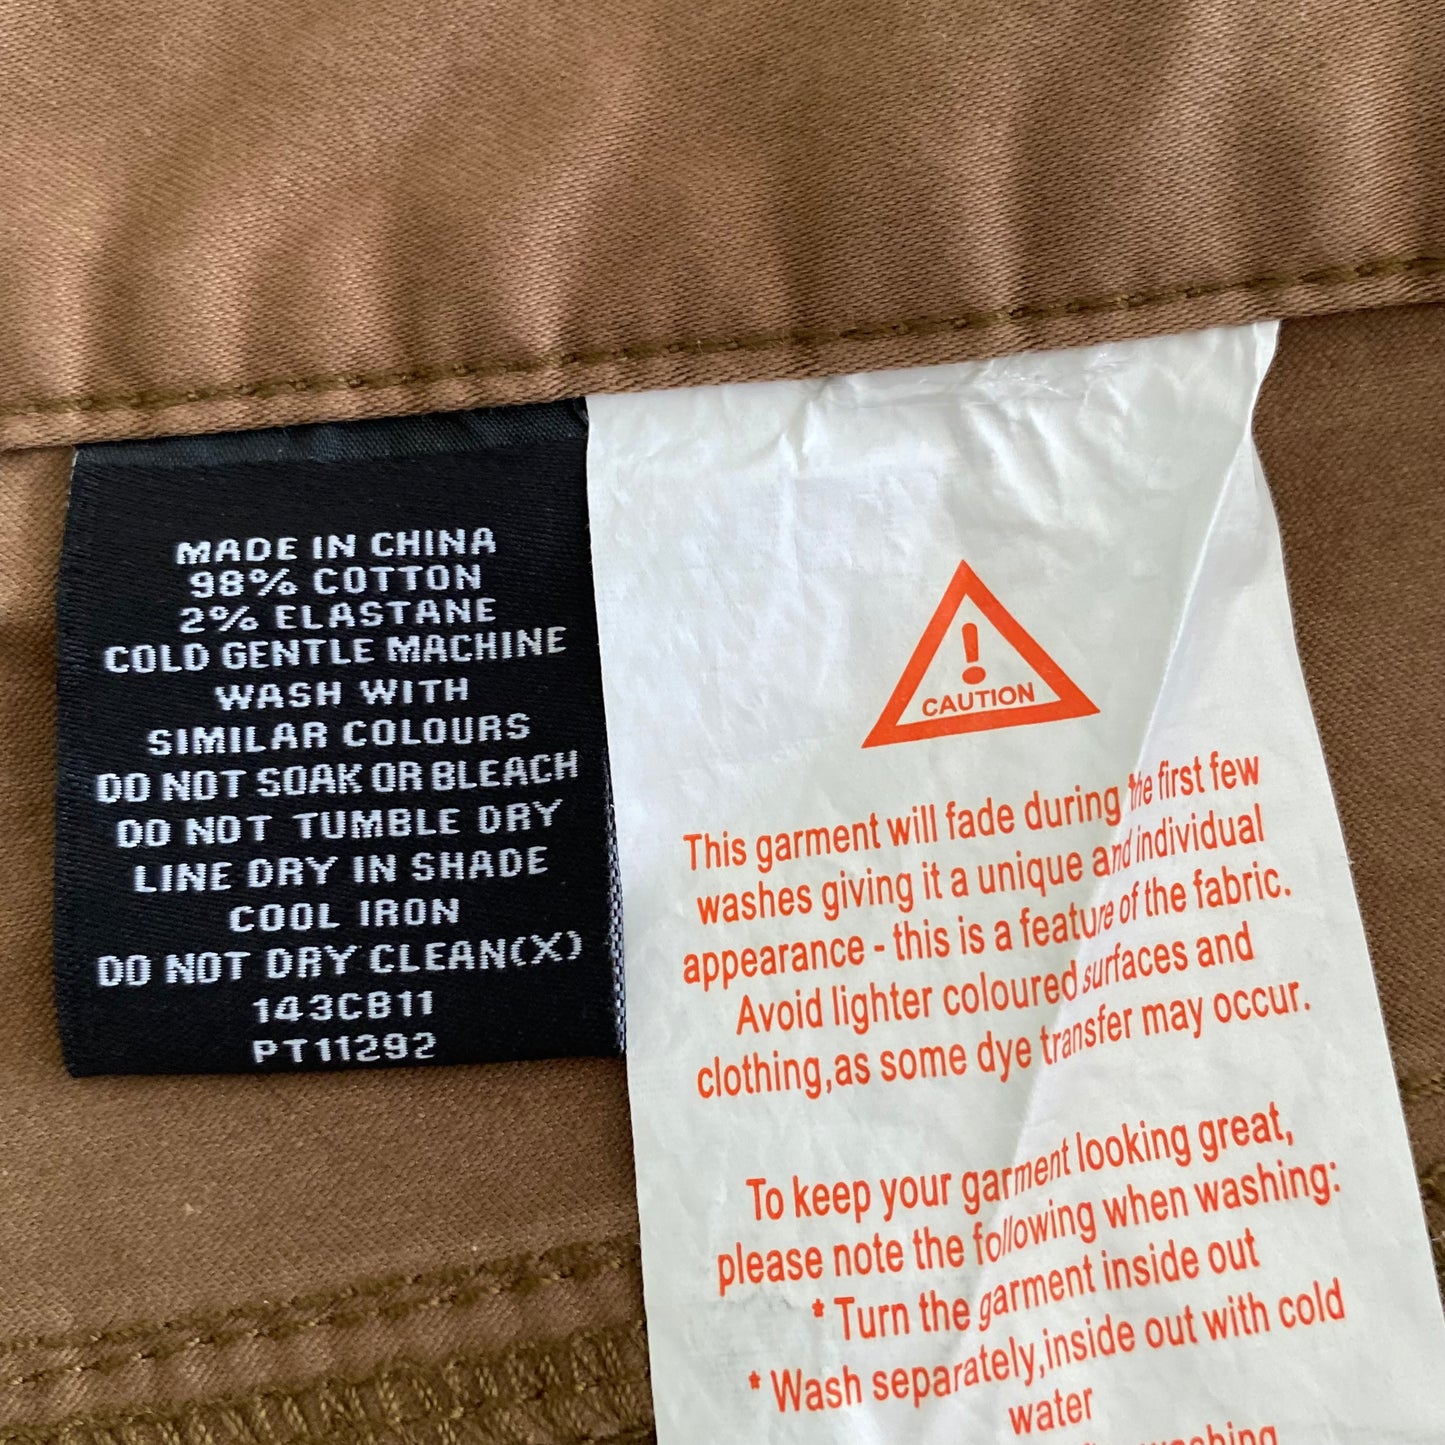 MADE IN CHINA
98% COTTON
2% ELASTANE
COLD GENTLE MACHINE
WASH WITH
SIMILAR COLOURS
DO NOT SOAK OR BLEACH
DO NOT TUMBLE DRY
LINE DRY IN SHADE
COOL IRON
DO NOT DRY CLEAN(X)
143CB11
PT11292
!
CAUTION
This garment will fade during the first few
washes giving it a unique and individual
appearance - this is a feature of the fabric.
Avoid lighter coloured surfaces and
clothing,as some dye transfer may occur.
To keep your garment looking great,
please note the following when washing:
* Turn the garment inside out
* Wash separately,inside out with cold
water
washing